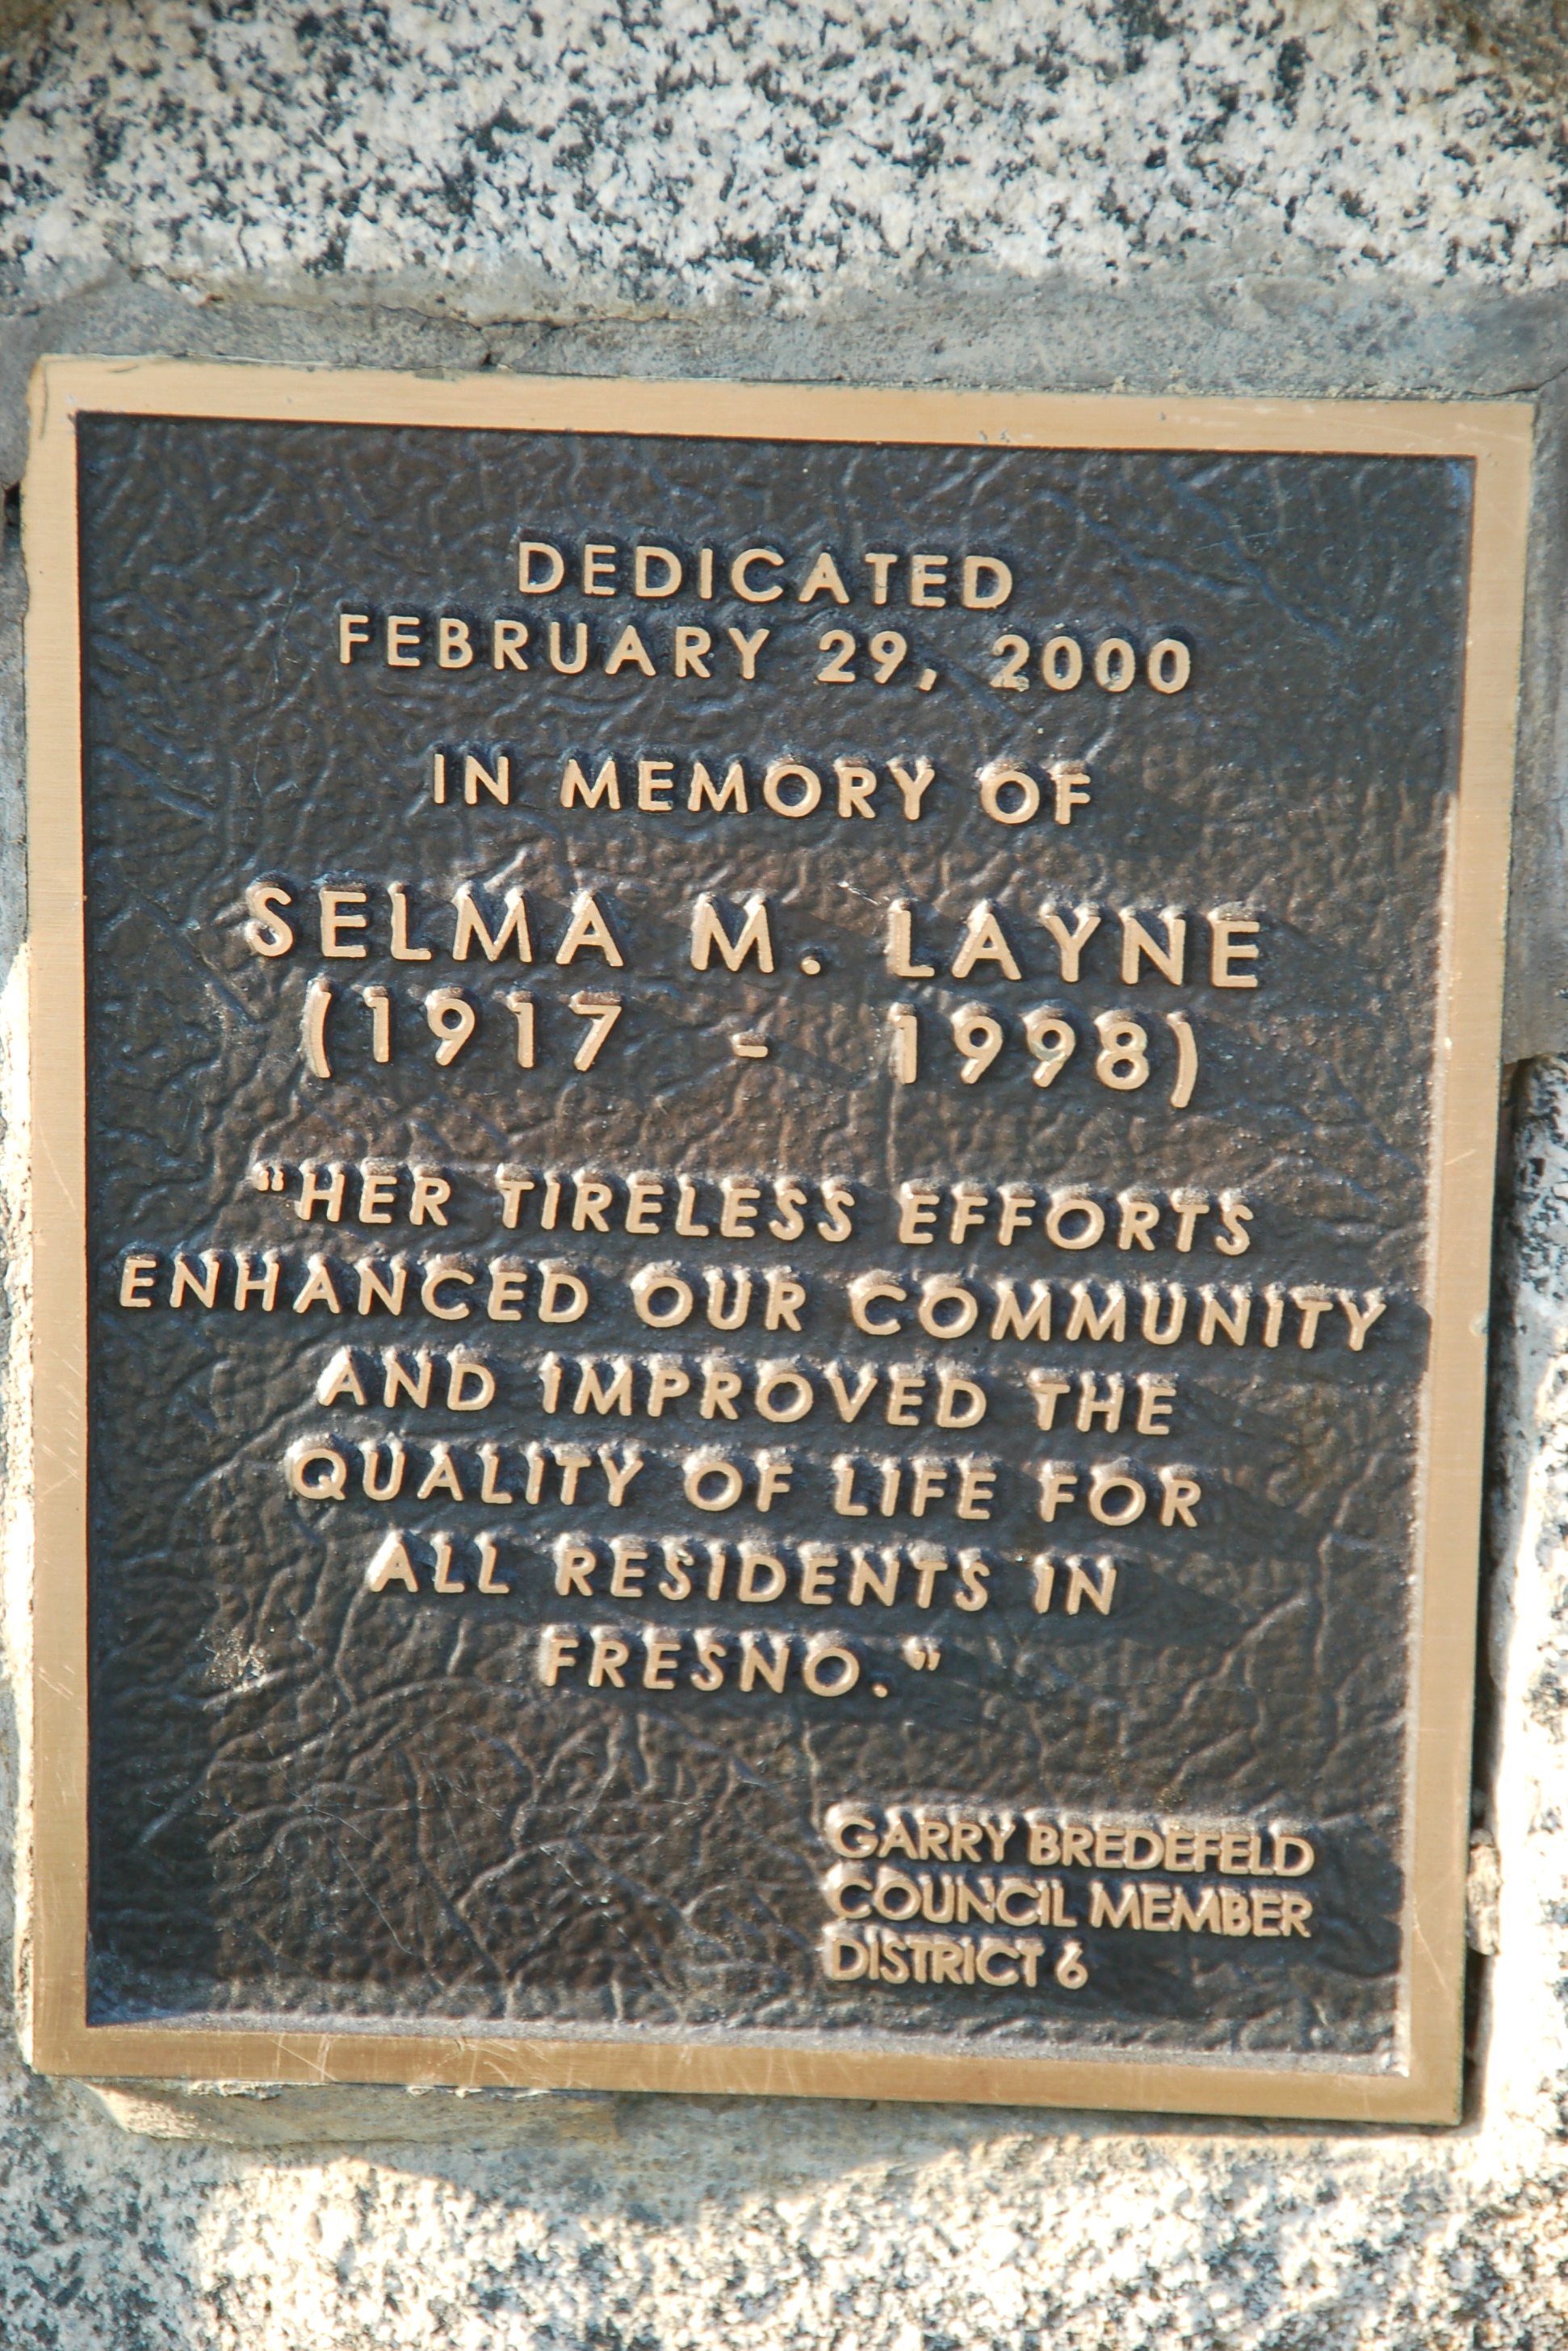 DEDICATED
FEBRUARY 29, 2000
IN MEMORY OF
SELMA M. LAYNE
(1917 - 1998)
"HER TIRELESS EFFORTS
ENHANCED OUR COMMUNITY
AND IMPROVED THE
QUALITY OF LIFE FOR
ALL RESIDENTS IN
FRESNO."
GARRY BREDEFELD
COUNCIL MEMBER
DISTRICT 6